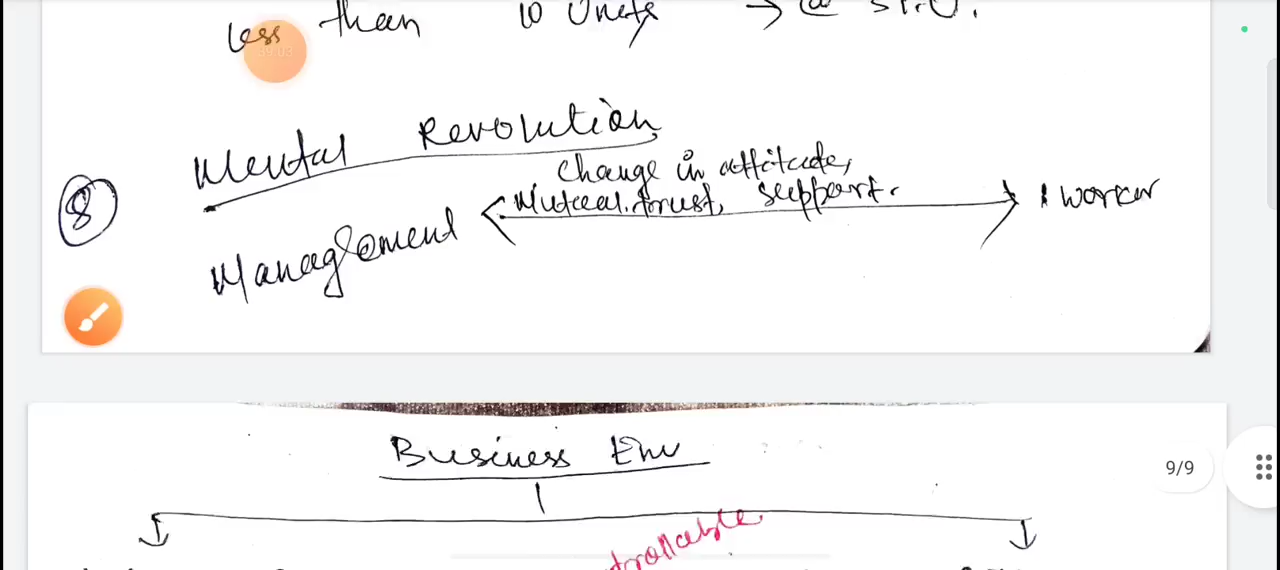 less than 10 Units → @
Mental Revolution
change in attitude,
8
Mutual trust, support.
Management
worker
Business Env
9/9